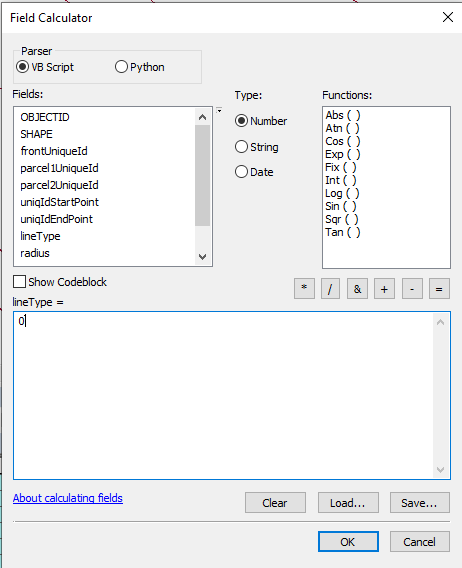 Field Calculator
Parser
VB Script
Python
Fields:
Type:
Functions:
OBJECTID
SHAPE
frontUniqueId
parcel1UniqueId
parcel2UniqueId
uniqIdStartPoint
uniqIdEndPoint
lineType
radius
Number
String
Date
Abs ( )
Atn ( )
Cos ( )
Exp ( )
Fix ( )
Int ( )
Log ( )
Sin ( )
Sqr ( )
Tan ( )
Show Codeblock
* / & + - =
lineType =
0
About calculating fields
Clear
Load...
Save...
OK
Cancel